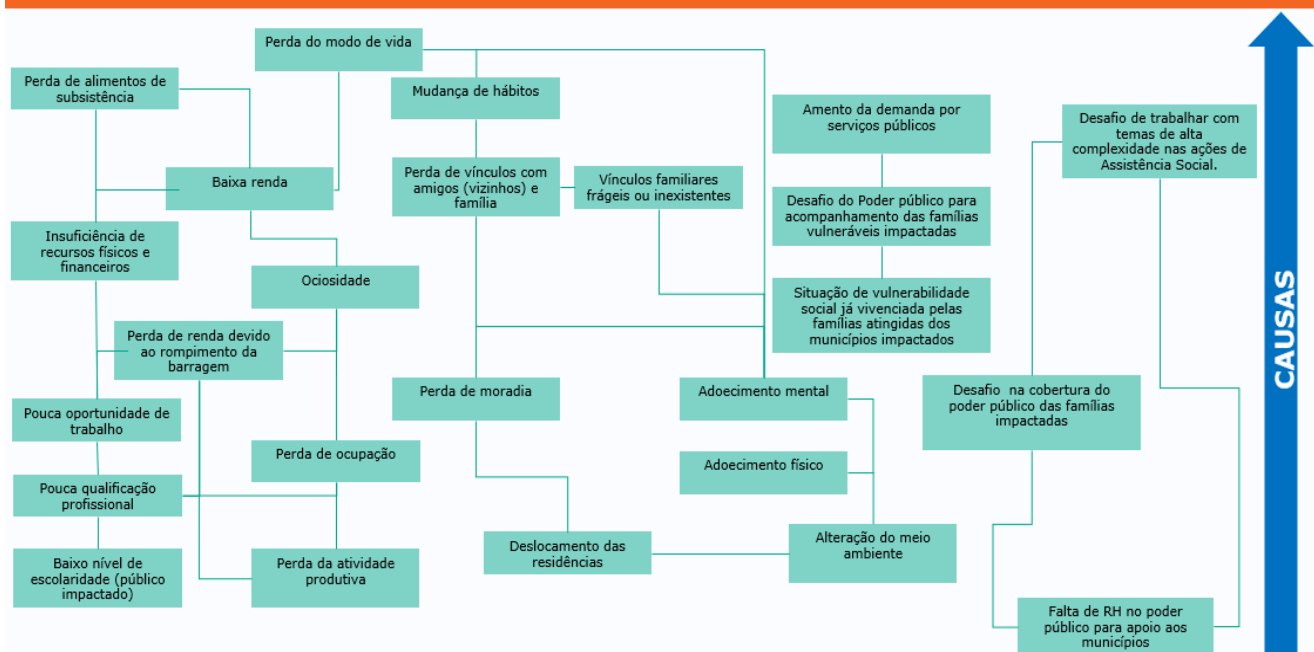 Perda do modo de vida
Perda de alimentos de
subsistência
Mudança de hábitos
Amento da demanda por
serviços públicos
Desafio de trabalhar com
temas de alta
complexidade nas ações de
Assistência Social.
Baixa renda
Perda de vínculos com
amigos (vizinhos) e
família
Vínculos familiares
frágeis ou inexistentes
Desafio do Poder público para
acompanhamento das famílias
vulneráveis impactadas
Insuficiência de
recursos físicos e
financeiros
Ociosidade
Situação de vulnerabilidade
social já vivenciada pelas
famílias atingidas dos
municípios impactados
Perda de renda devido
ao rompimento da
barragem
Perda de moradia
Adoecimento mental
Desafio na cobertura do
poder público das famílias
impactadas
Pouca oportunidade de
trabalho
Perda de ocupação
Adoecimento físico
Pouca qualificação
profissional
Baixo nível de
escolaridade (público
impactado)
Perda da atividade
produtiva
Deslocamento das
residências
Alteração do meio
ambiente
Falta de RH no poder
público para apoio aos
municípios
CAUSAS